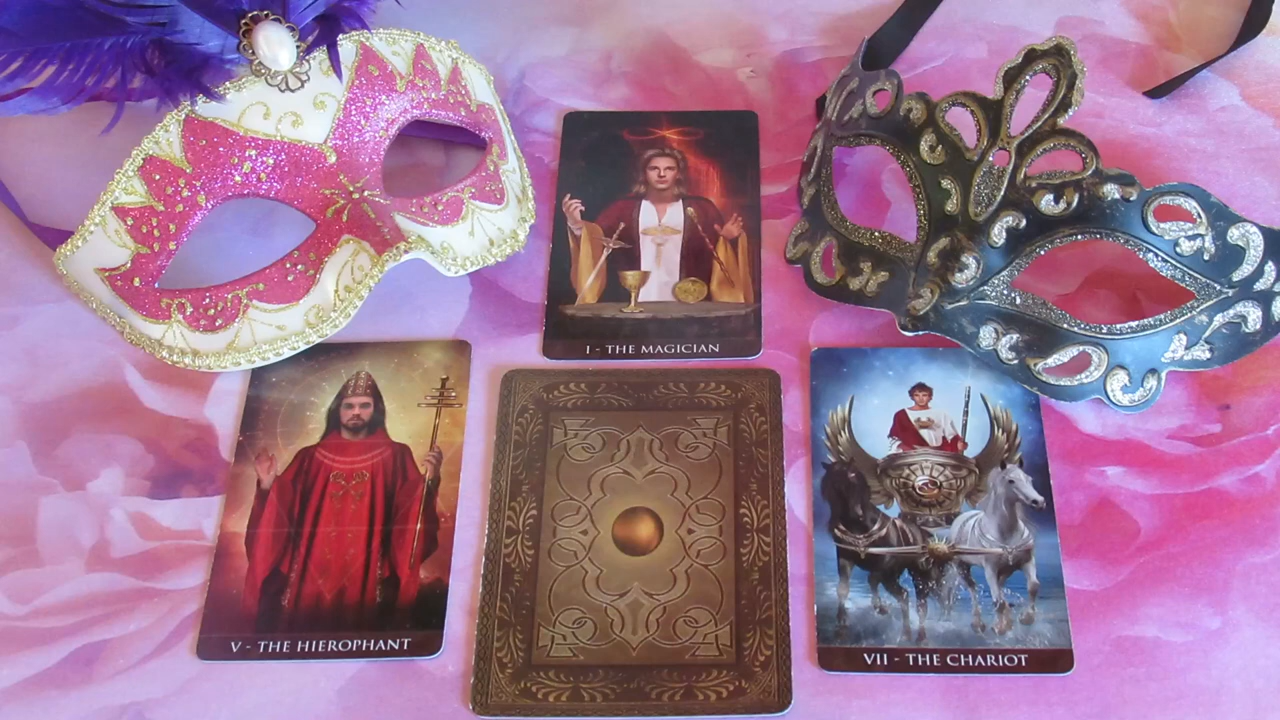 I - THE MAGICIAN
V - THE HIEROPHANT
VII - THE CHARIOT